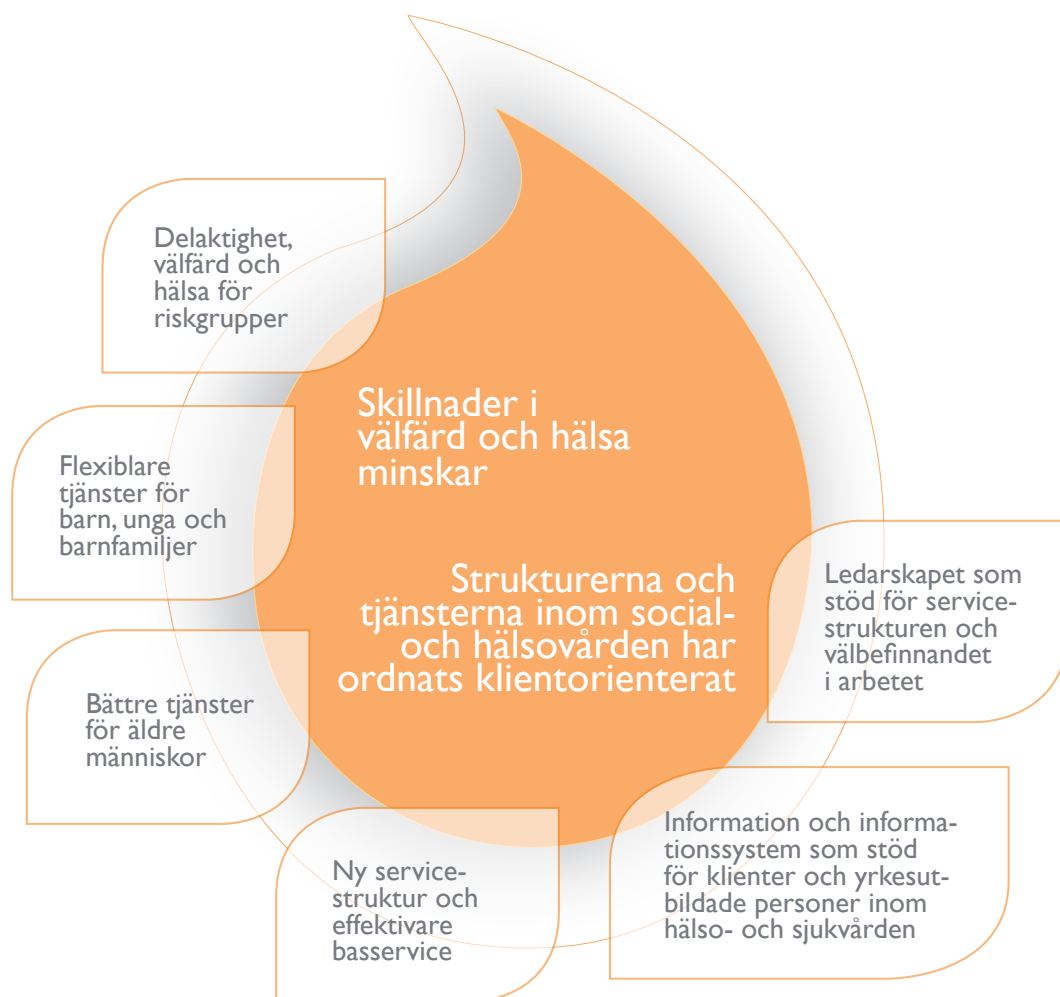 Delaktighet,
välfärd och
hälsa för
riskgrupper
Skillnader i
välfärd och hälsa
minskar
Flexiblare
tjänster för
barn, unga och
barnfamiljer
Strukturerna och
tjänsterna inom social-
och hälsovården har
ordnats klientorienterat
Ledarskapet som
stöd för service-
strukturen och
välbefinnandet
i arbetet
Bättre tjänster
för äldre
människor
Ny service-
struktur och
effektivare
basservice
Information och informa-
tionssystem som stöd
för klienter och yrkesut-
bildade personer inom
hälso- och sjukvården